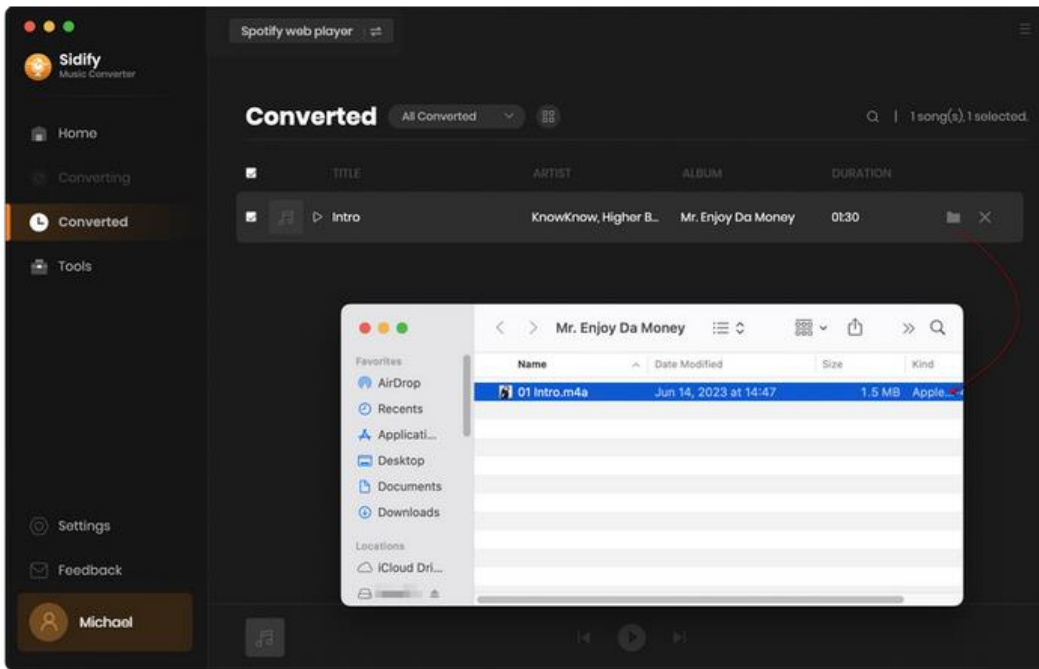 Spotify web player
Sidify
Music Converter
Home
Converting
Converted
Tools
Settings
Feedback
Michael
Converted
All Converted
1 song(s), 1 selected.
TITLE ARTIST ALBUM DURATION
Intro KnowKnow, Higher B... Mr. Enjoy Da Money 01:30
Mr. Enjoy Da Money
Favorites
AirDrop
Recents
Applicati...
Desktop
Documents
Downloads
Locations
iCloud Dri...
Name Date Modified Size Kind
01 Intro.m4a Jun 14, 2023 at 14:47 1.5 MB Apple...